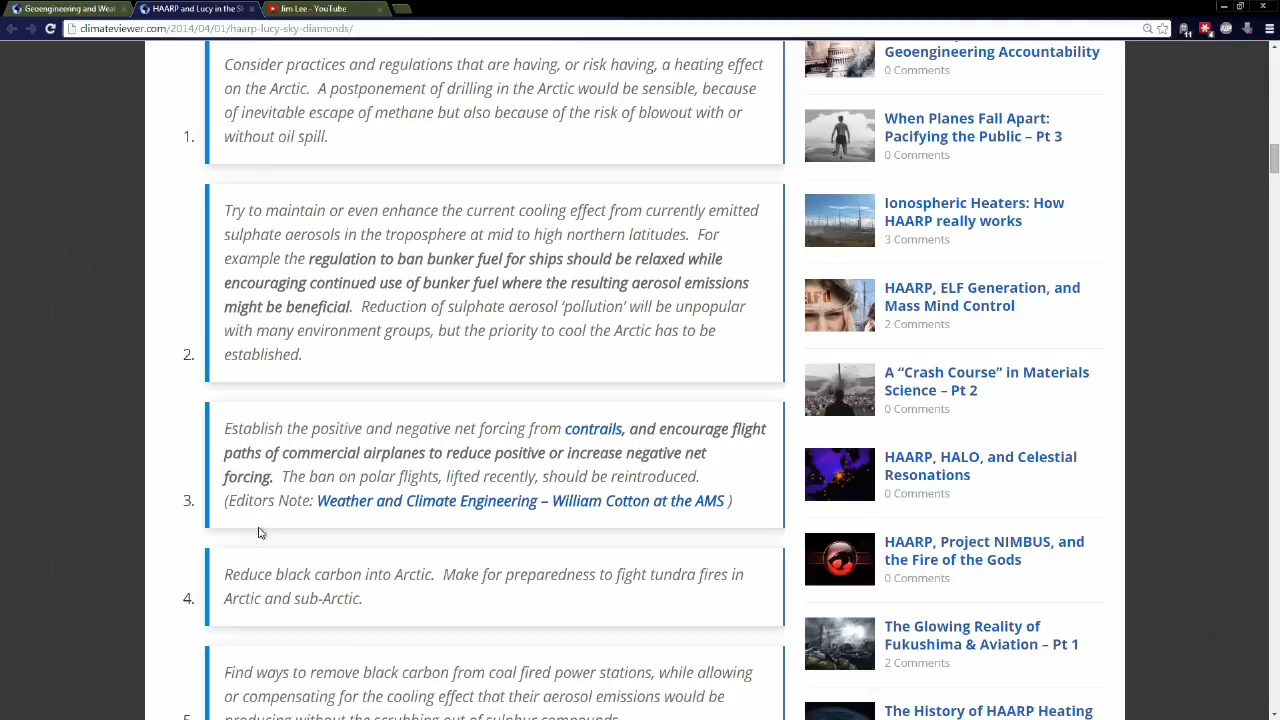 Geoengineering and Weat
HAARP and Lucy in the Sk
Jim Lee - YouTube
climateviewer.com/2014/04/01/haarp-lucy-sky-diamonds/
11
4
ABP
Consider practices and regulations that are having, or risk having, a heating effect
on the Arctic.  A postponement of drilling in the Arctic would be sensible, because
of inevitable escape of methane but also because of the risk of blowout with or
1. without oil spill.
Try to maintain or even enhance the current cooling effect from currently emitted
sulphate aerosols in the troposphere at mid to high northern latitudes.  For
example the regulation to ban bunker fuel for ships should be relaxed while
encouraging continued use of bunker fuel where the resulting aerosol emissions
might be beneficial.  Reduction of sulphate aerosol ‘pollution’ will be unpopular
with many environment groups, but the priority to cool the Arctic has to be
2. established.
Establish the positive and negative net forcing from contrails, and encourage flight
paths of commercial airplanes to reduce positive or increase negative net
forcing.  The ban on polar flights, lifted recently, should be reintroduced.
3. (Editors Note: Weather and Climate Engineering – William Cotton at the AMS )
Reduce black carbon into Arctic.  Make for preparedness to fight tundra fires in
4. Arctic and sub-Arctic.
Find ways to remove black carbon from coal fired power stations, while allowing
or compensating for the cooling effect that their aerosol emissions would be
5. producing without the scrubbing out of sulphur compounds.
Geoengineering Accountability
0 Comments
When Planes Fall Apart:
Pacifying the Public – Pt 3
0 Comments
Ionospheric Heaters: How
HAARP really works
3 Comments
HAARP, ELF Generation, and
Mass Mind Control
2 Comments
A “Crash Course” in Materials
Science – Pt 2
0 Comments
HAARP, HALO, and Celestial
Resonations
0 Comments
HAARP, Project NIMBUS, and
the Fire of the Gods
0 Comments
The Glowing Reality of
Fukushima & Aviation – Pt 1
2 Comments
The History of HAARP Heating